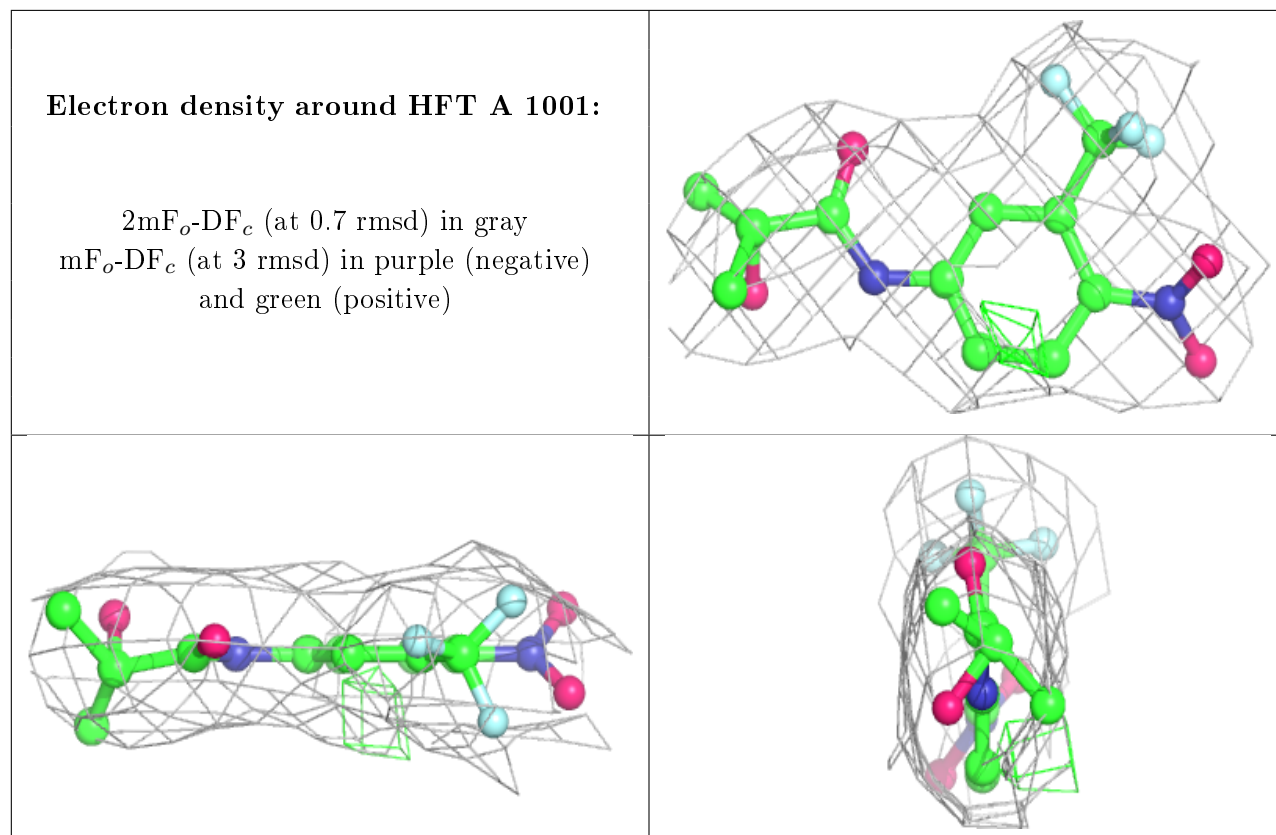 Electron density around HFT A 1001:
2mFo-DFc (at 0.7 rmsd) in gray
mFo-DFc (at 3 rmsd) in purple (negative)
and green (positive)